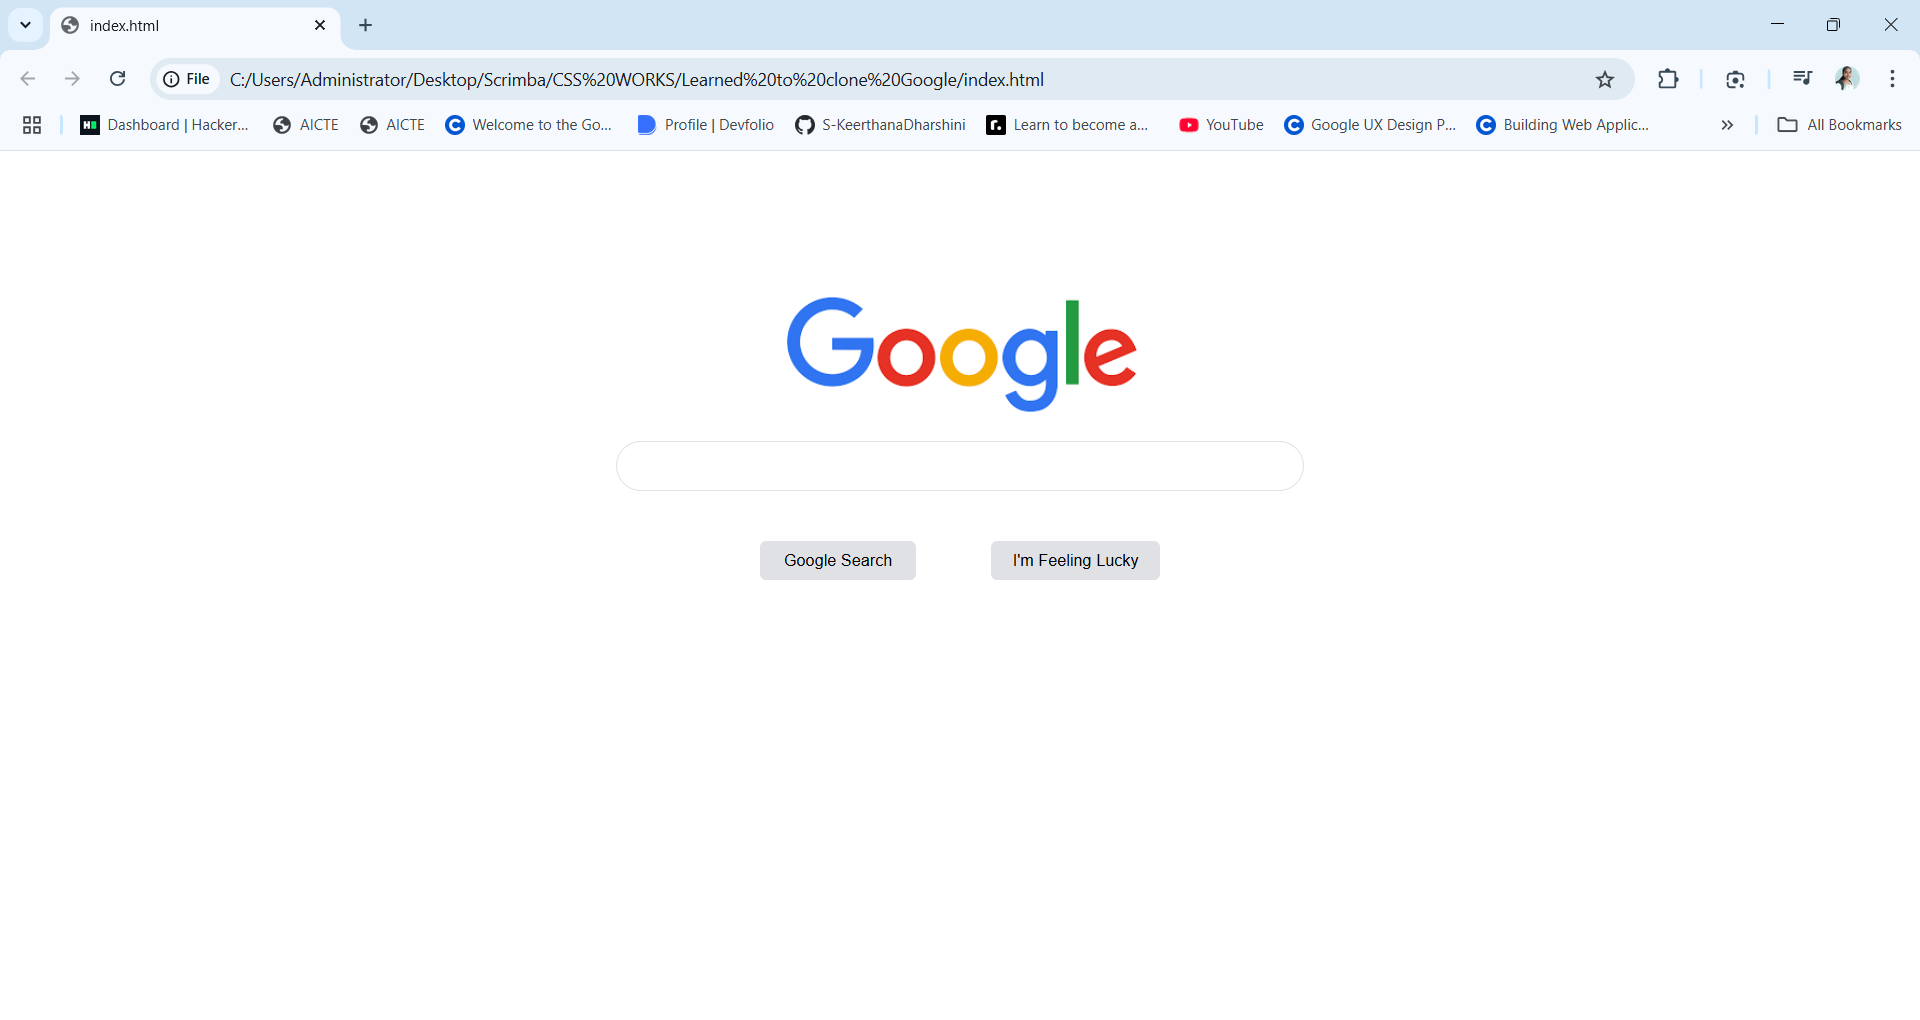 index.html
File C:/Users/Administrator/Desktop/Scrimba/CSS%20WORKS/Learned%20to%20clone%20Google/index.html
Dashboard | Hacker... AICTE AICTE Welcome to the Go... Profile | Devfolio S-KeerthanaDharshini Learn to become a... YouTube Google UX Design P... Building Web Applic... » All Bookmarks
Google
Google Search I'm Feeling Lucky